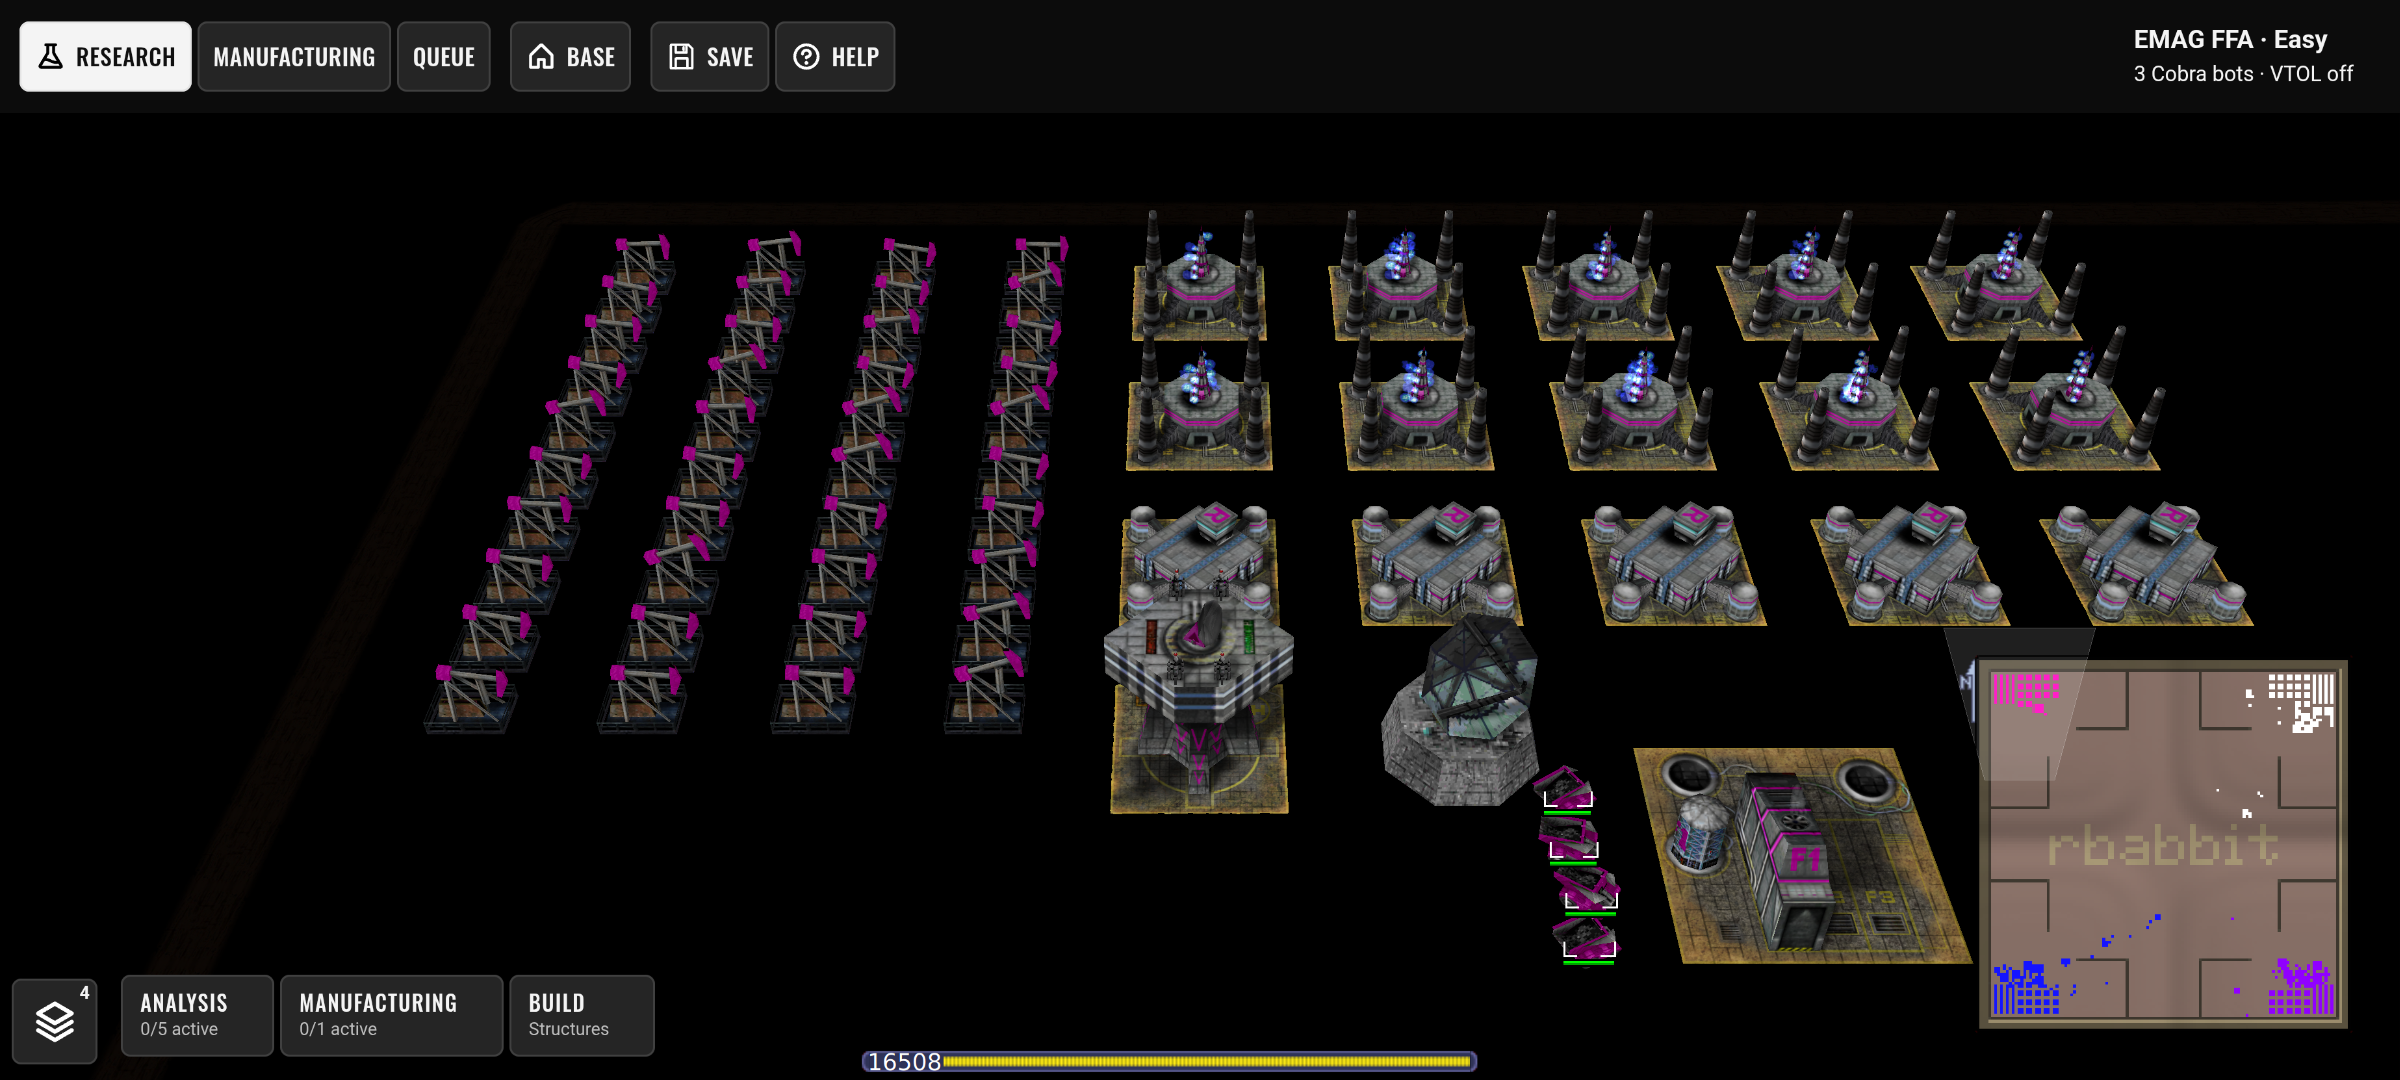 RESEARCH
MANUFACTURING
QUEUE
BASE
SAVE
HELP
EMAG FFA · Easy
3 Cobra bots · VTOL off
R
R
R
R
R
N
rbabbit
F1
F3
4
ANALYSIS
0/5 active
MANUFACTURING
0/1 active
BUILD
Structures
16508